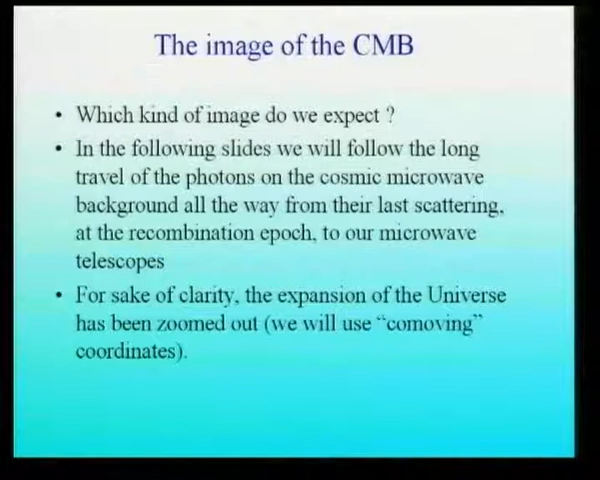 The image of the CMB
• Which kind of image do we expect ?
• In the following slides we will follow the long
travel of the photons on the cosmic microwave
background all the way from their last scattering,
at the recombination epoch, to our microwave
telescopes
• For sake of clarity, the expansion of the Universe
has been zoomed out (we will use “comoving”
coordinates).